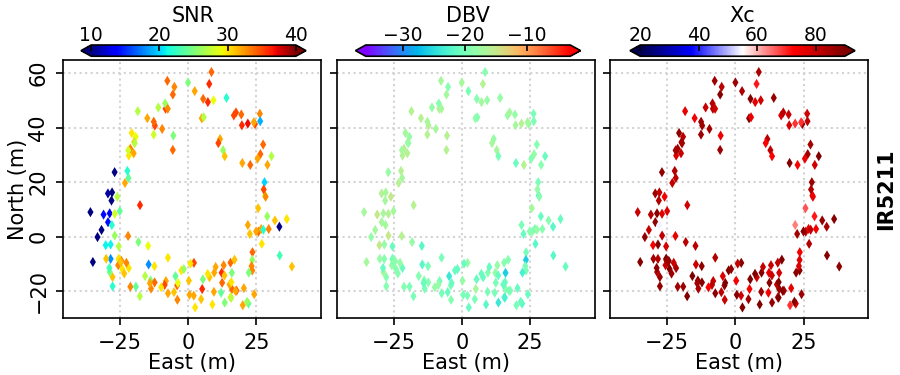 SNR DBV Xc
10 20 30 40 −30 −20 −10 20 40 60 80
60
40
20
0
−20
North (m)
IR5211
−25 0 25 −25 0 25 −25 0 25
East (m) East (m) East (m)